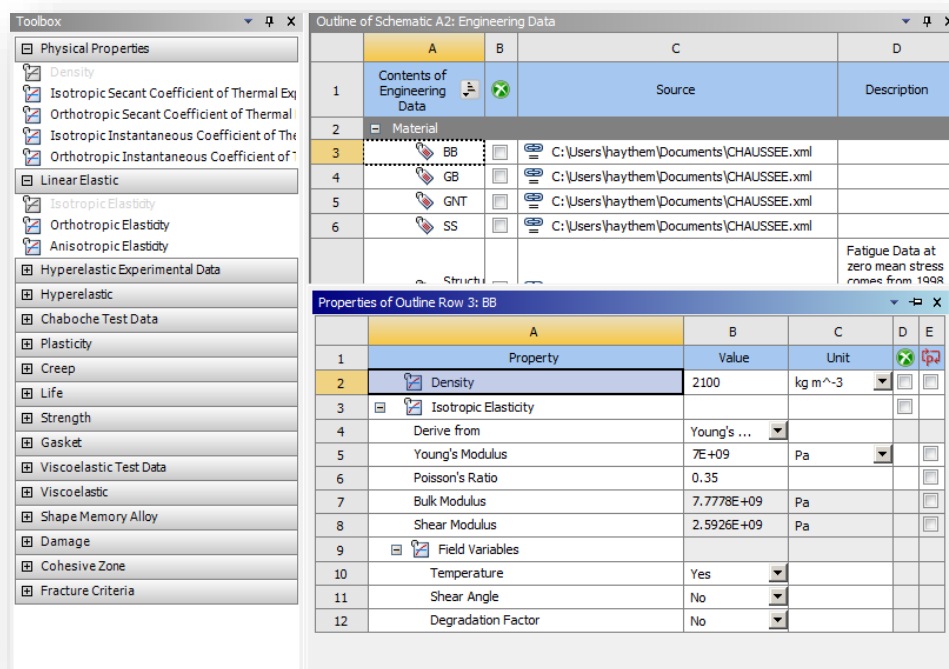 Toolbox
Physical Properties
Density
Isotropic Secant Coefficient of Thermal Exp
Orthotropic Secant Coefficient of Thermal
Isotropic Instantaneous Coefficient of The
Orthotropic Instantaneous Coefficient of T
Linear Elastic
Isotropic Elasticity
Orthotropic Elasticity
Anisotropic Elasticity
Hyperelastic Experimental Data
Hyperelastic
Chaboche Test Data
Plasticity
Creep
Life
Strength
Gasket
Viscoelastic Test Data
Viscoelastic
Shape Memory Alloy
Damage
Cohesive Zone
Fracture Criteria
Outline of Schematic A2: Engineering Data
A B C D
1 Contents of Engineering Data Source Description
2 Material
3 BB C:\Users\haythem\Documents\CHAUSSEE.xml
4 GB C:\Users\haythem\Documents\CHAUSSEE.xml
5 GNT C:\Users\haythem\Documents\CHAUSSEE.xml
6 SS C:\Users\haythem\Documents\CHAUSSEE.xml
Structu
Fatigue Data at
zero mean stress
comes from 1998
Properties of Outline Row 3: BB
A B C D E
1 Property Value Unit
2 Density 2100 kg m^-3
3 Isotropic Elasticity
4 Derive from Young's ...
5 Young's Modulus 7E+09 Pa
6 Poisson's Ratio 0.35
7 Bulk Modulus 7.7778E+09 Pa
8 Shear Modulus 2.5926E+09 Pa
9 Field Variables
10 Temperature Yes
11 Shear Angle No
12 Degradation Factor No